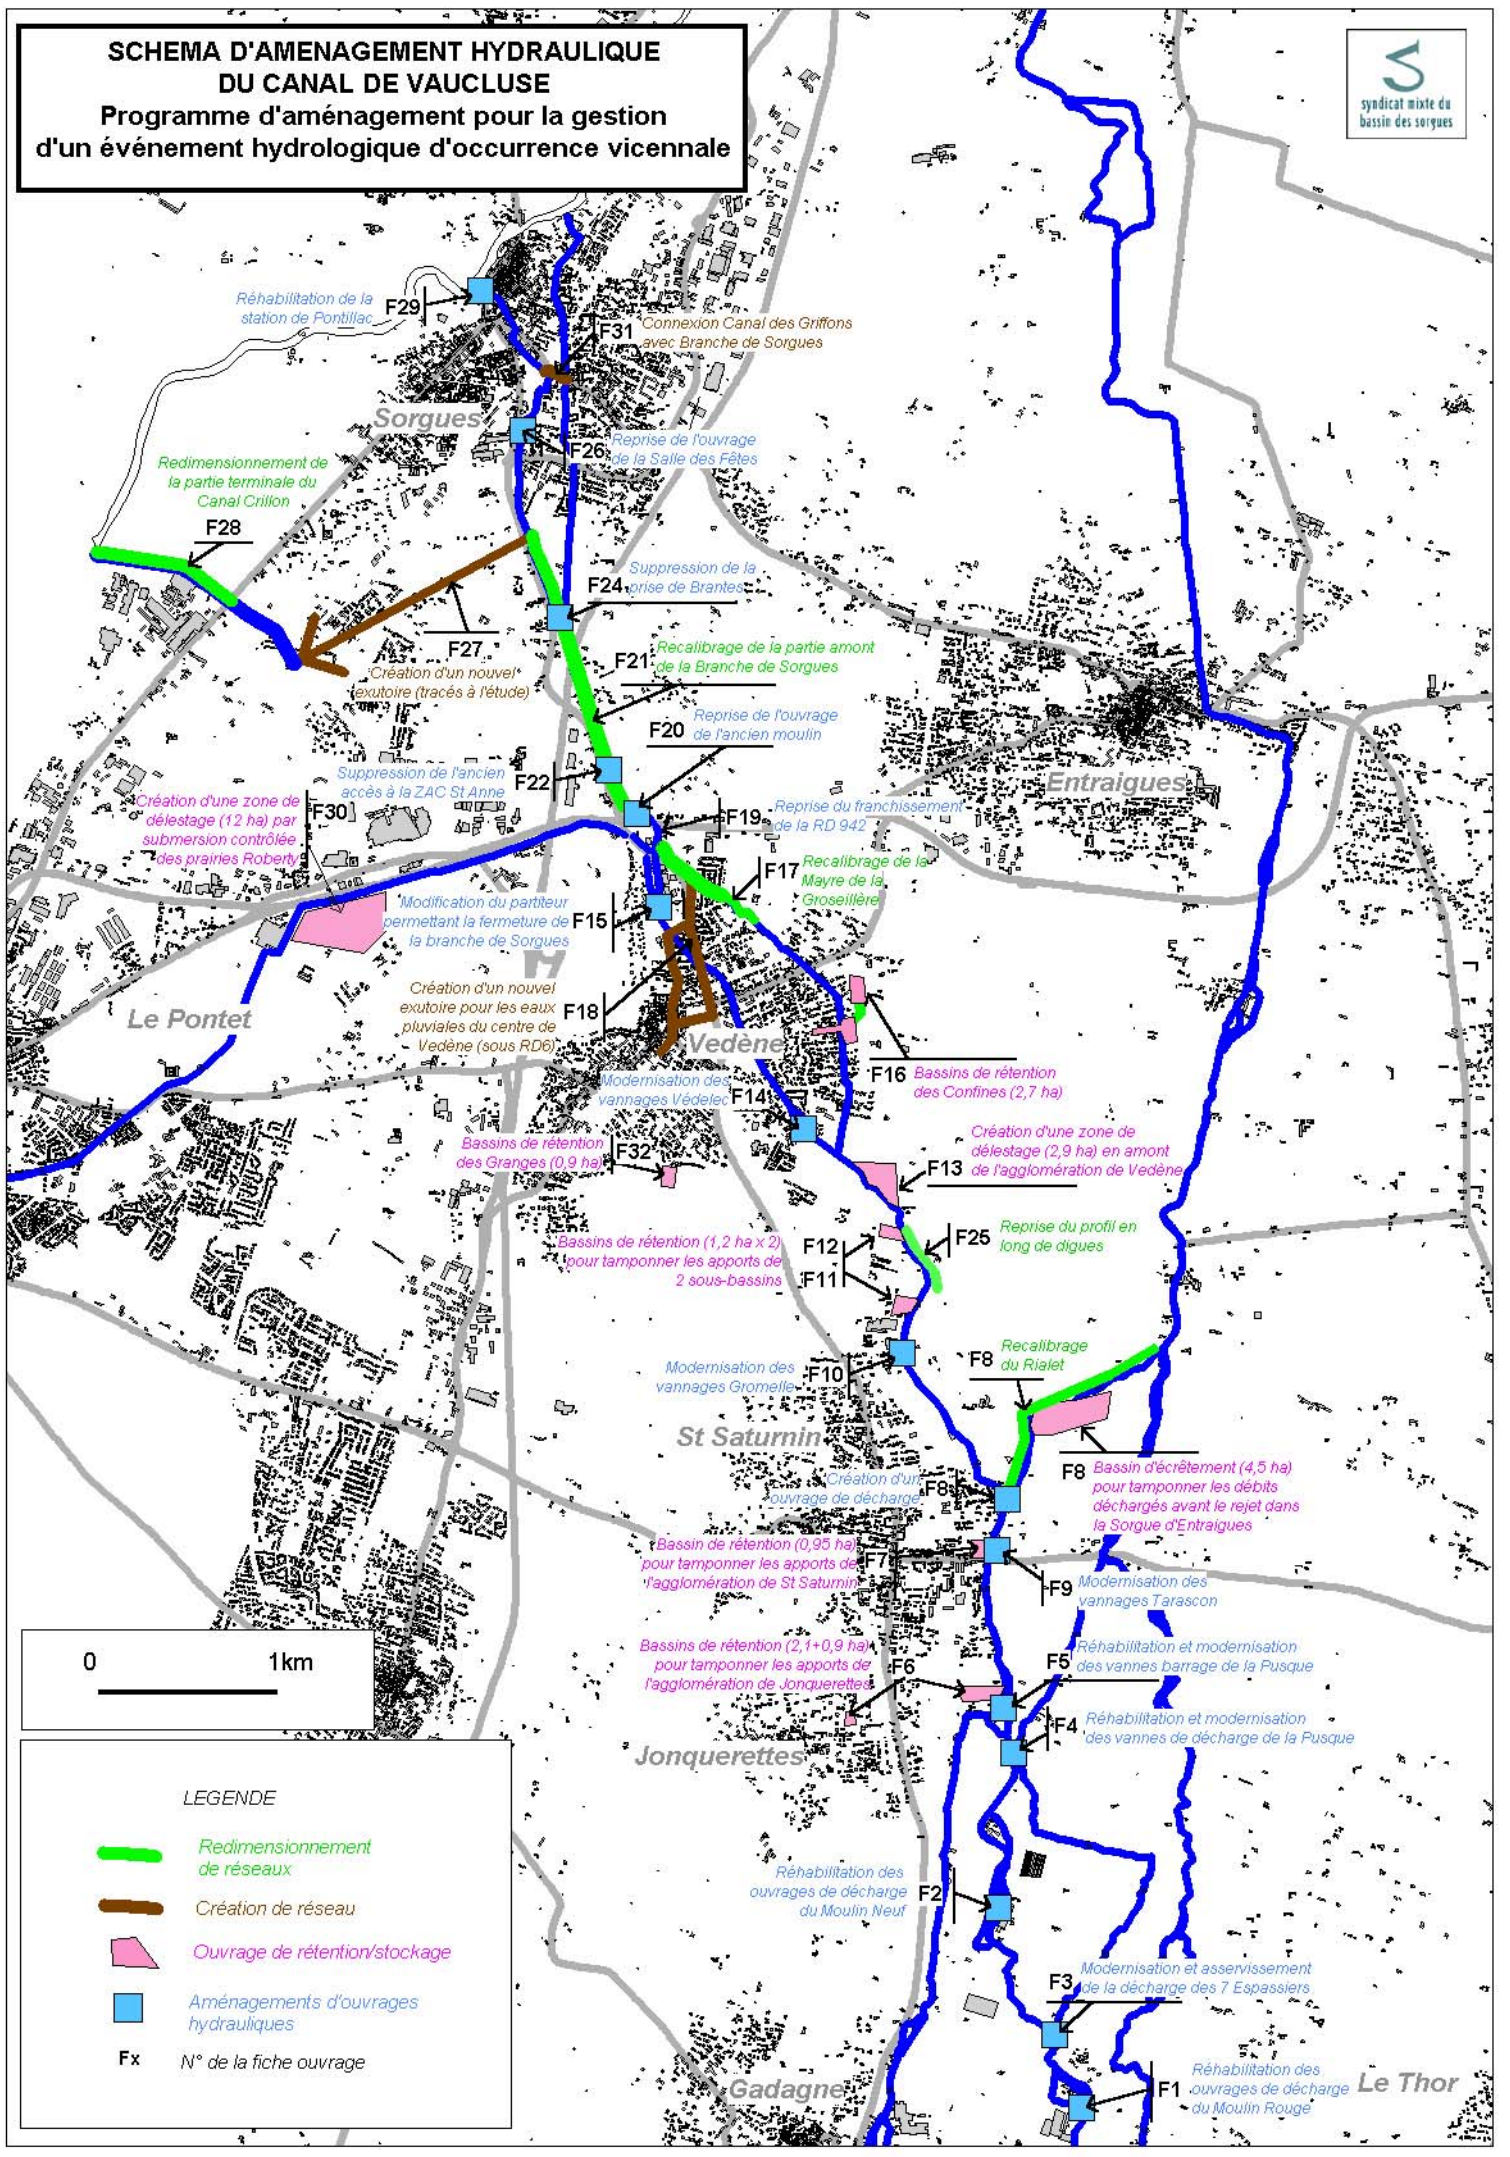 SCHEMA D'AMENAGEMENT HYDRAULIQUE
DU CANAL DE VAUCLUSE
Programme d'aménagement pour la gestion
d'un événement hydrologique d'occurrence vicennale
syndicat mixte du
bassin des sorgues
Réhabilitation de la
station de Pontillac
F29
F31
Connexion Canal des Griffons
avec Branche de Sorgues
Sorgues
F26
Reprise de l'ouvrage
de la Salle des Fêtes
Redimensionnement de
la partie terminale du
Canal Crillon
F28
F24
Suppression de la
prise de Brantes
F27
Création d'un nouvel
exutoire (tracés à l'étude)
F21
Recalibrage de la partie amont
de la Branche de Sorgues
F20
Reprise de l'ouvrage
de l'ancien moulin
Suppression de l'ancien
accès à la ZAC St Anne
F22
Entraigues
Création d'une zone de
délestage (12 ha) par
submersion contrôlée
des prairies Roberty
F30
F19
Reprise du franchissement
de la RD 942
F17
Recalibrage de la
Mayre de la
Groseillère
Modification du partiteur
permettant la fermeture de
la branche de Sorgues
F15
Création d'un nouvel
exutoire pour les eaux
pluviales du centre de
Vedène (sous RD6)
F18
Le Pontet
Vedène
F16
Bassins de rétention
des Confines (2,7 ha)
Modernisation des
vannages Védelec
F14
Bassins de rétention
des Granges (0,9 ha)
F32
Création d'une zone de
délestage (2,9 ha) en amont
de l'agglomération de Vedène
F13
F25
Reprise du profil en
long de digues
Bassins de rétention (1,2 ha x 2)
pour tamponner les apports de
2 sous-bassins
F12
F11
Recalibrage
du Rialet
F8
Modernisation des
vannages Gromelle
F10
St Saturnin
F8
Bassin d'écrêtement (4,5 ha)
pour tamponner les débits
déchargés avant le rejet dans
la Sorgue d'Entraigues
Création d'un
ouvrage de décharge
F8
Bassin de rétention (0,95 ha)
pour tamponner les apports de
l'agglomération de St Saturnin
F7
F9
Modernisation des
vannages Tarascon
Bassins de rétention (2,1+0,9 ha)
pour tamponner les apports de
l'agglomération de Jonquerettes
F6
F5
Réhabilitation et modernisation
des vannes barrage de la Pusque
F4
Réhabilitation et modernisation
des vannes de décharge de la Pusque
Jonquerettes
0 1km
LEGENDE
Redimensionnement
de réseaux
Création de réseau
Ouvrage de rétention/stockage
Aménagements d'ouvrages
hydrauliques
Fx N° de la fiche ouvrage
Réhabilitation des
ouvrages de décharge
du Moulin Neuf
F2
F3
Modernisation et asservissement
de la décharge des 7 Espassiers
Gadagne
F1
Réhabilitation des
ouvrages de décharge
du Moulin Rouge
Le Thor